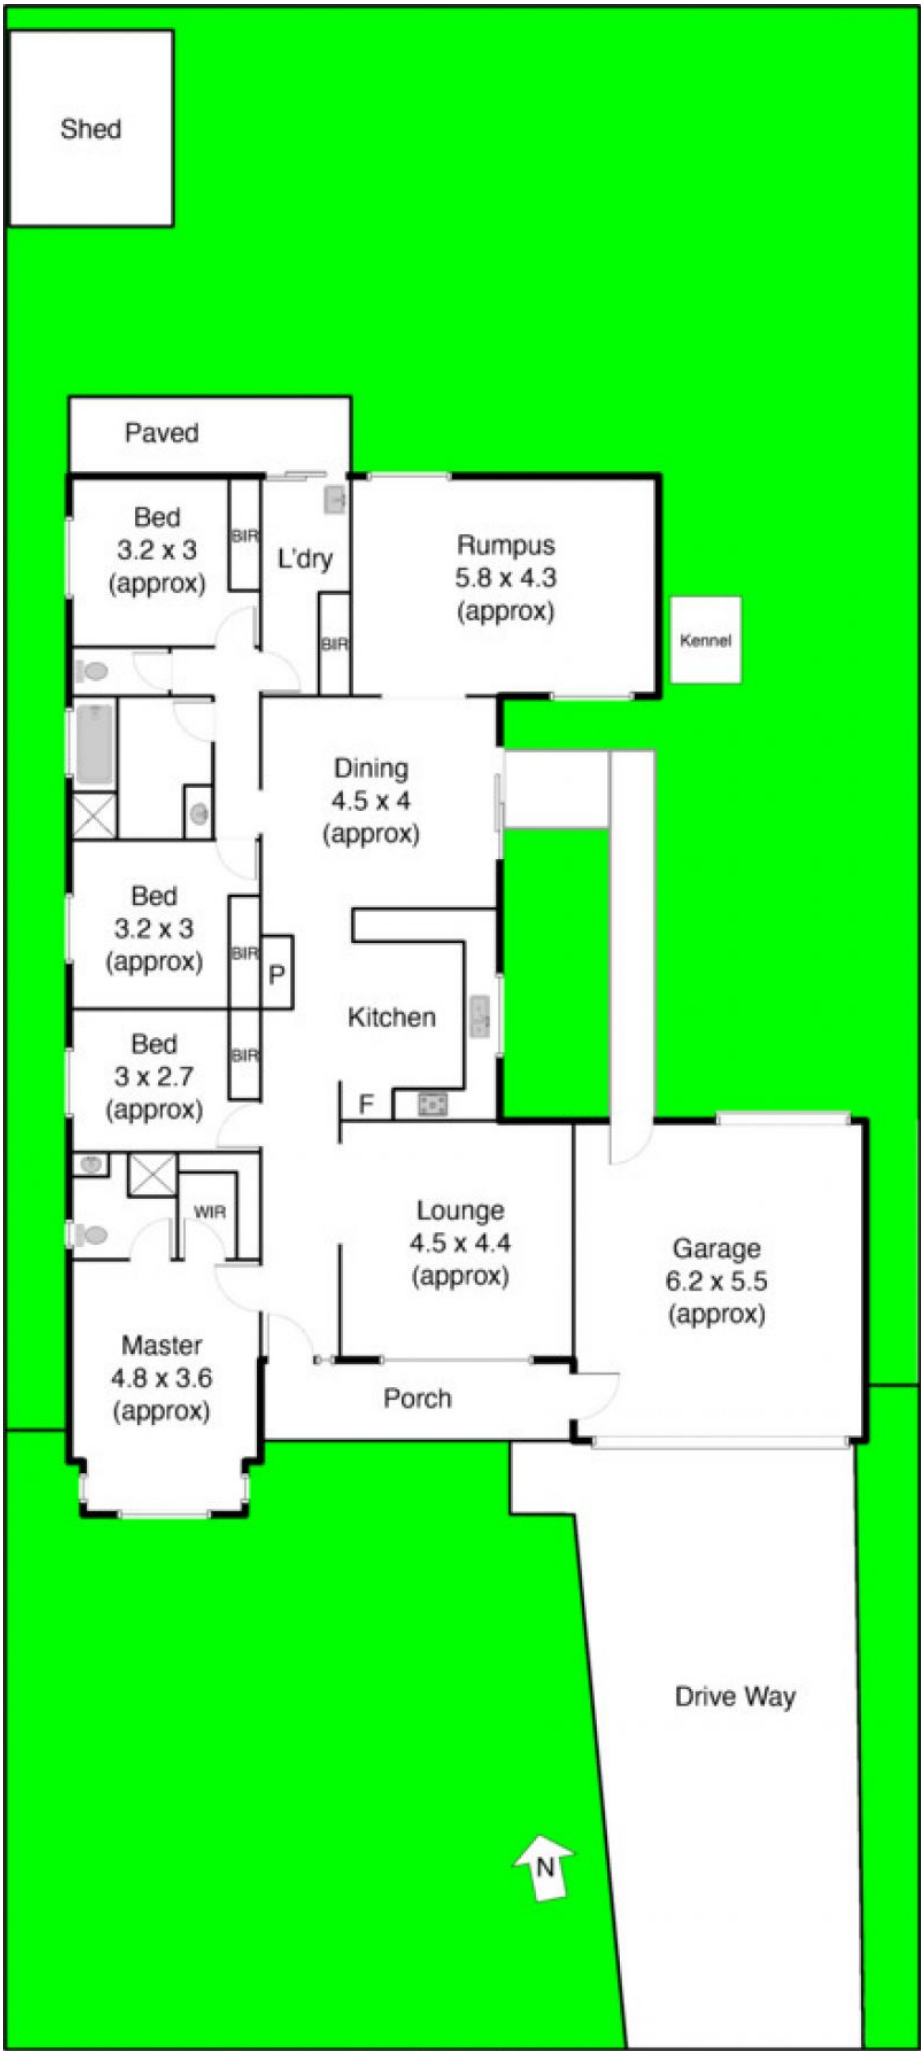 Shed
Paved
Bed
3.2 x 3
(approx)
BIR
L'dry
BIR
Rumpus
5.8 x 4.3
(approx)
Kennel
Dining
4.5 x 4
(approx)
Bed
3.2 x 3
(approx)
BIR
P
Kitchen
Bed
3 x 2.7
(approx)
BIR
F
WIR
Lounge
4.5 x 4.4
(approx)
Garage
6.2 x 5.5
(approx)
Master
4.8 x 3.6
(approx)
Porch
Drive Way
N